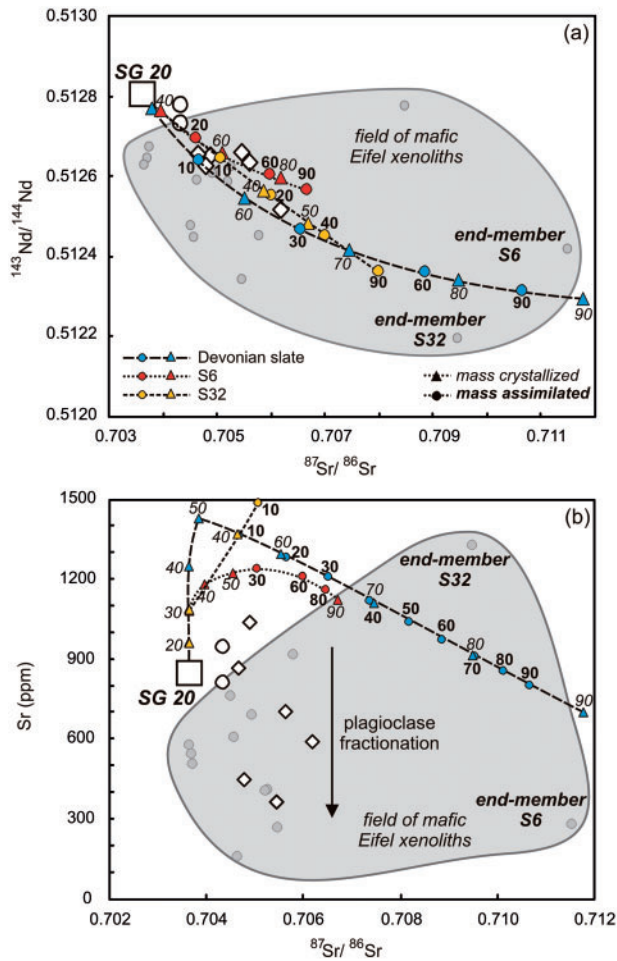 (a)
0.5130
0.5128
0.5126
0.5124
0.5122
0.5120
143Nd/144Nd
SG 20
40
20
60
60
80
90
10
10
40
20
50
40
60
30
70
60
80
90
90
90
field of mafic
Eifel xenoliths
end-member
S6
end-member
S32
Devonian slate
S6
S32
mass crystallized
mass assimilated
0.703
0.705
0.707
0.709
0.711
87Sr/ 86Sr
(b)
1500
1200
900
600
300
0
Sr (ppm)
50
10
40
40
10
60
20
30
30
40
50
30
60
80
90
70
40
50
60
80
70
80
90
90
20
SG 20
end-member
S32
plagioclase
fractionation
end-member
S6
field of mafic
Eifel xenoliths
0.702
0.704
0.706
0.708
0.710
0.712
87Sr/ 86Sr